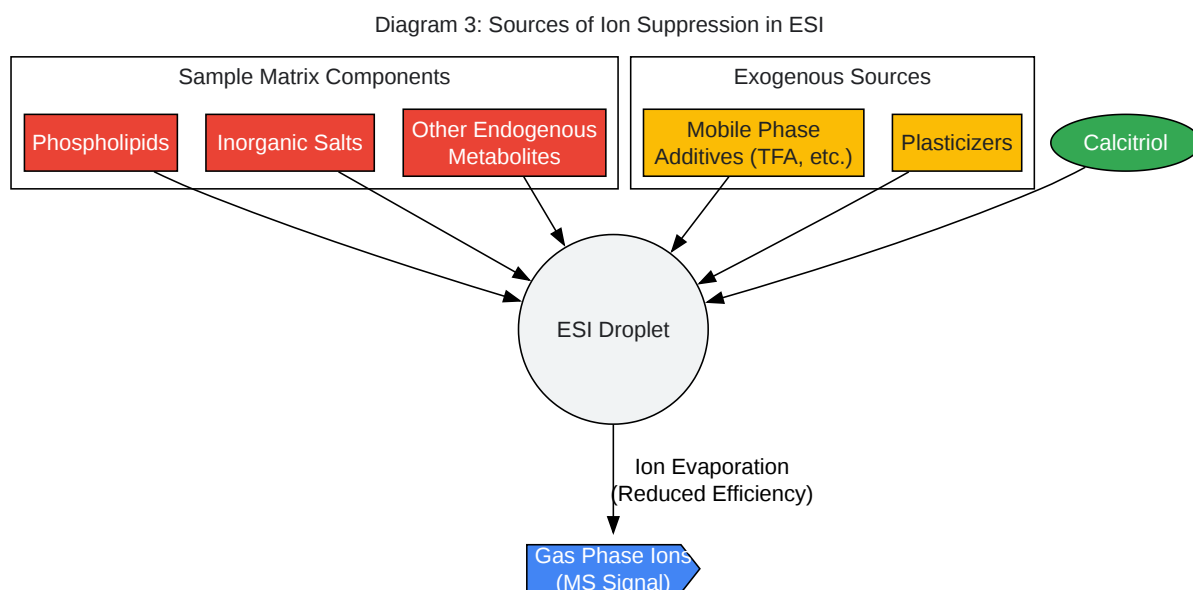 Diagram 3: Sources of Ion Suppression in ESI
Sample Matrix Components
Exogenous Sources
Phospholipids
Inorganic Salts
Other Endogenous
Metabolites
Mobile Phase
Additives (TFA, etc.)
Plasticizers
Calcitriol
ESI Droplet
Ion Evaporation
(Reduced Efficiency)
Gas Phase Ions
(MS Signal)